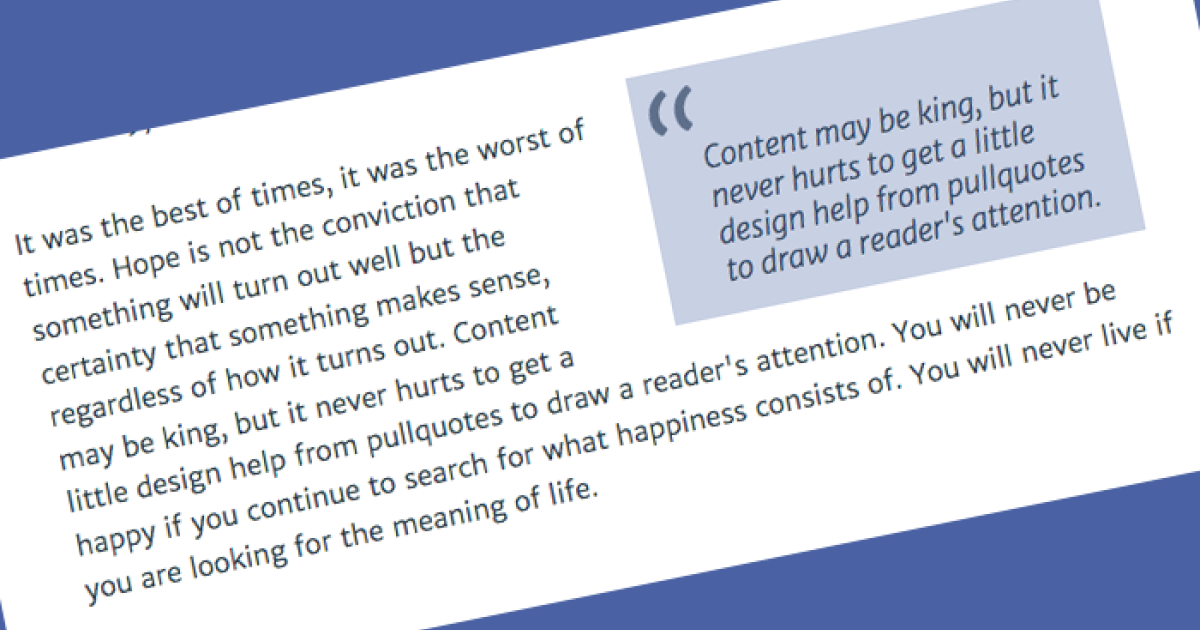 It was the best of times, it was the worst of
times. Hope is not the conviction that
something will turn out well but the
certainty that something makes sense,
regardless of how it turns out. Content
may be king, but it never hurts to get a
little design help from pullquotes to draw a reader's attention. You will never be
happy if you continue to search for what happiness consists of. You will never live if
you are looking for the meaning of life.
“
Content may be king, but it
never hurts to get a little
design help from pullquotes
to draw a reader's attention.